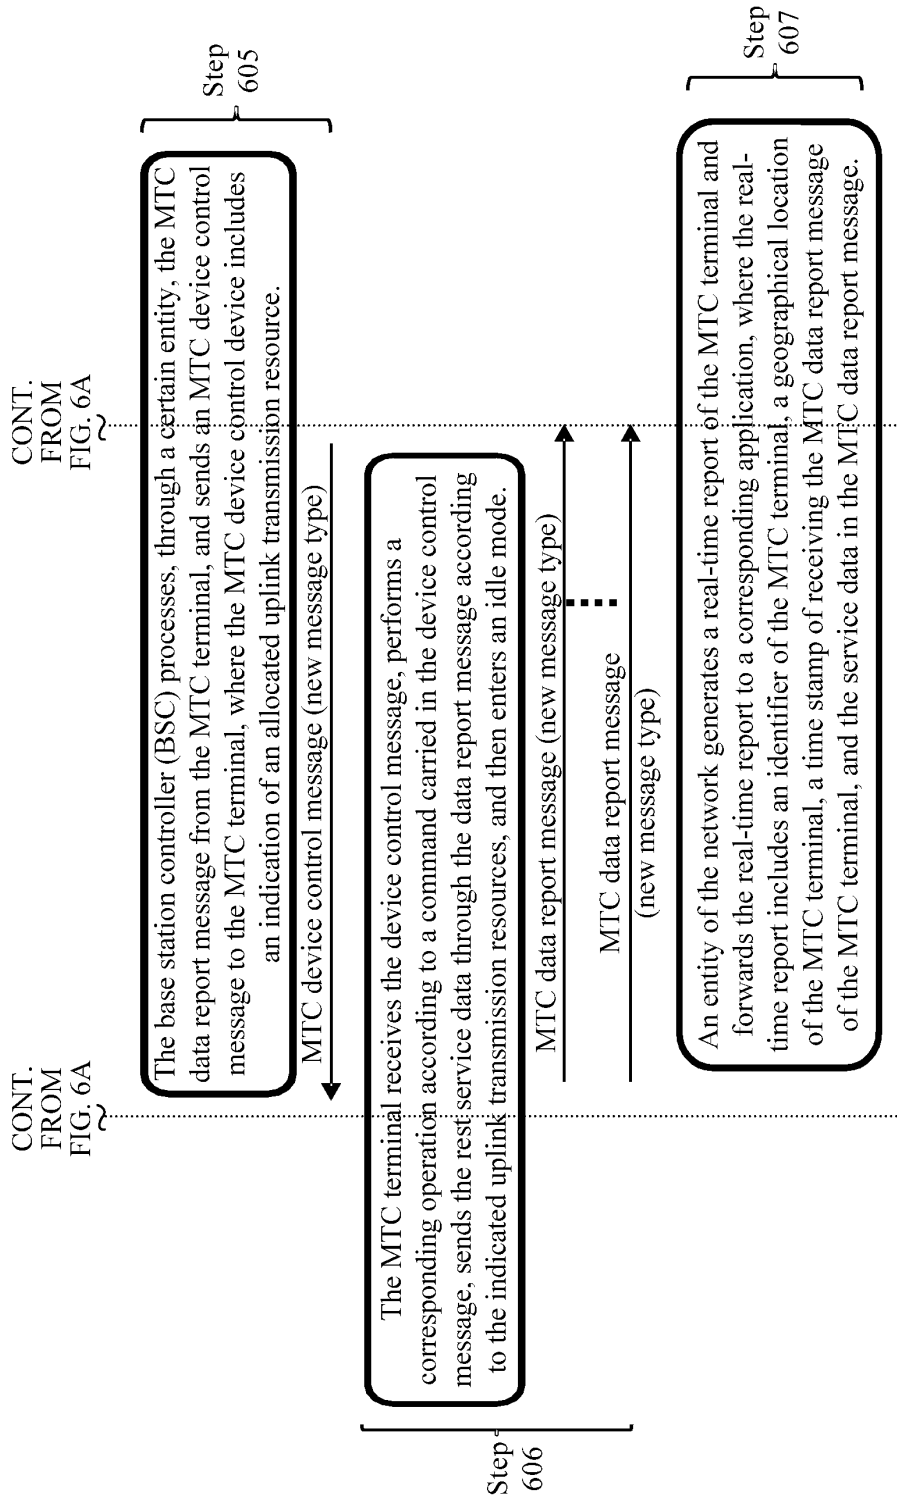 CONT.
FROM
FIG. 6A
CONT.
FROM
FIG. 6A
The base station controller (BSC) processes, through a certain entity, the MTC
data report message from the MTC terminal, and sends an MTC device control
message to the MTC terminal, where the MTC device control device includes
an indication of an allocated uplink transmission resource.
Step
605
MTC device control message (new message type)
The MTC terminal receives the device control message, performs a
corresponding operation according to a command carried in the device control
message, sends the rest service data through the data report message according
to the indicated uplink transmission resources, and then enters an idle mode.
Step
606
MTC data report message (new message type)
MTC data report message
(new message type)
An entity of the network generates a real-time report of the MTC terminal and
forwards the real-time report to a corresponding application, where the real-
time report includes an identifier of the MTC terminal, a geographical location
of the MTC terminal, a time stamp of receiving the MTC data report message
of the MTC terminal, and the service data in the MTC data report message.
Step
607